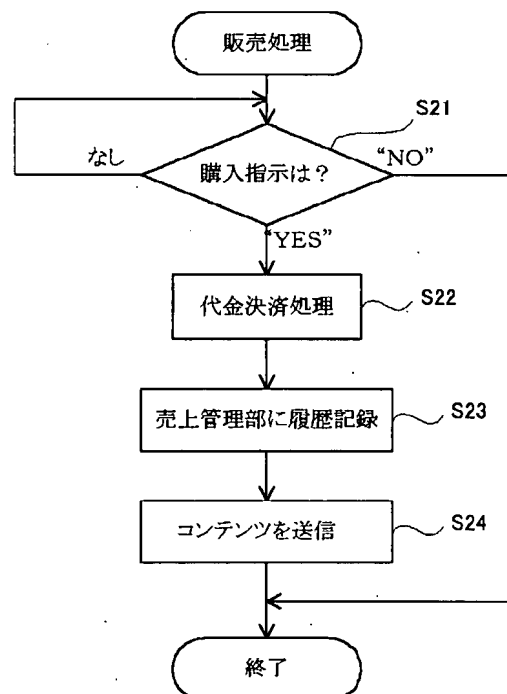 販売処理
S21
なし
購入指示は？
“NO”
“YES”
代金決済処理
S22
売上管理部に履歴記録
S23
コンテンツを送信
S24
終了